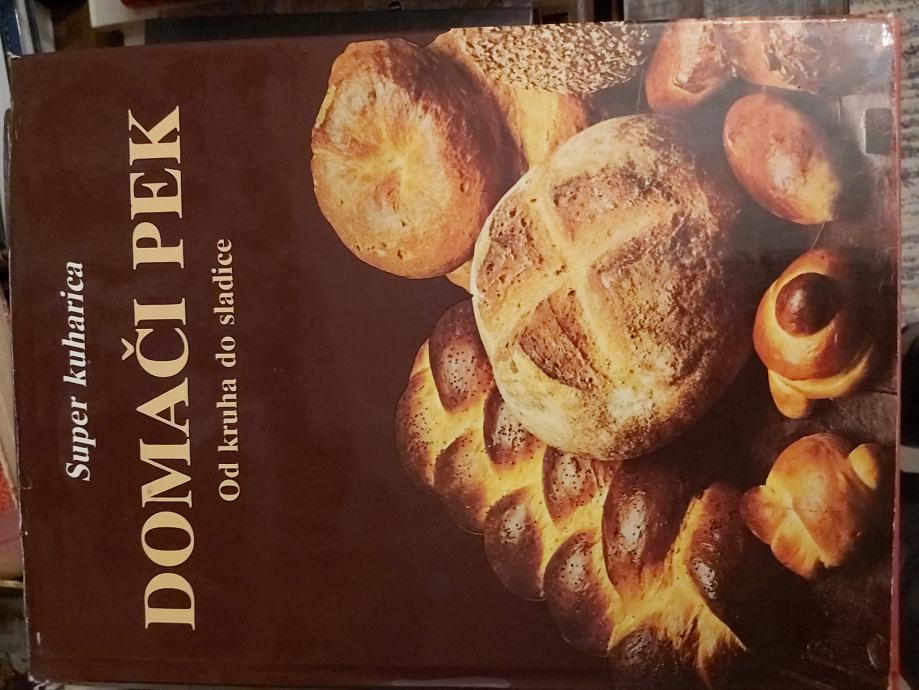 Super kuharica
DOMAČI PEK
Od kruha do sladice